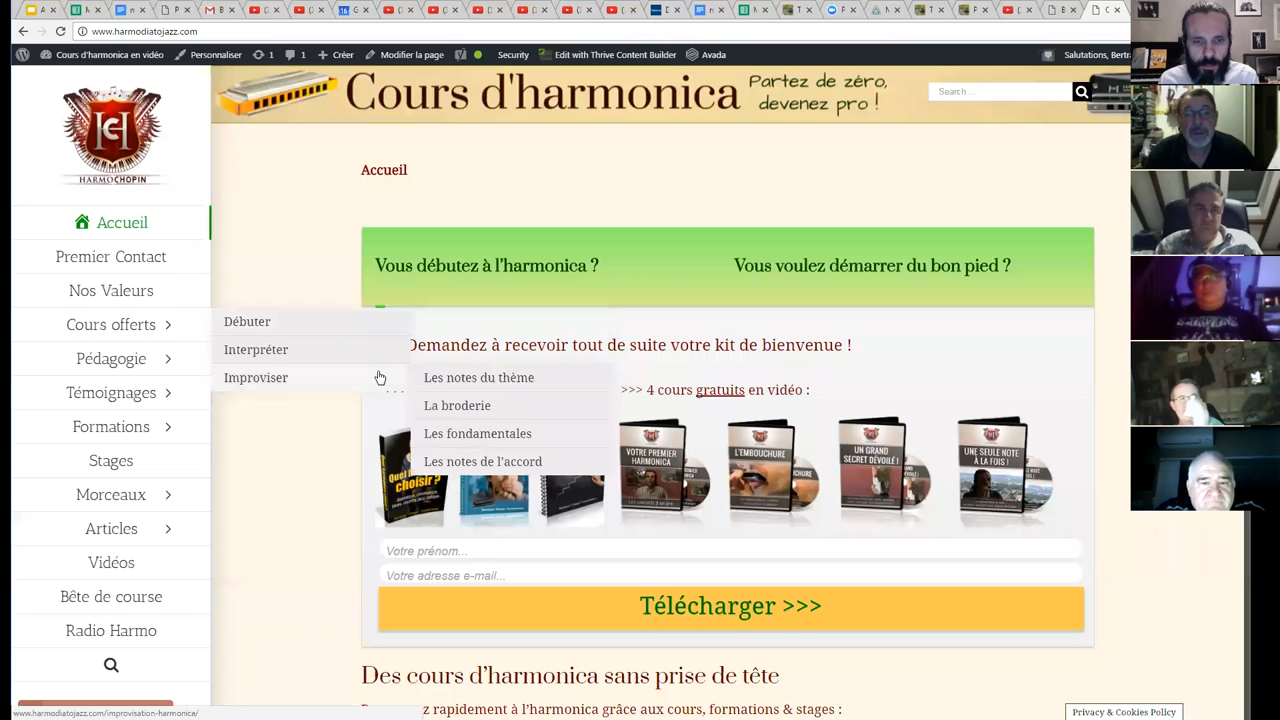 www.harmodiatojazz.com
Cours d'harmonica en vidéo
Personnaliser
1
1
Créer
Modifier la page
Security
Edit with Thrive Content Builder
Avada
Salutations, Bertra
HC
HARMOCHOPIN
Cours d'harmonica
Partez de zéro,
devenez pro !
Search ...
Accueil
Premier Contact
Nos Valeurs
Cours offerts
Pédagogie
Témoignages
Formations
Stages
Morceaux
Articles
Vidéos
Bête de course
Radio Harmo
Débuter
Interpréter
Improviser
Les notes du thème
La broderie
Les fondamentales
Les notes de l'accord
Accueil
Vous débutez à l'harmonica ?
Vous voulez démarrer du bon pied ?
Demandez à recevoir tout de suite votre kit de bienvenue !
>>> 4 cours gratuits en vidéo :
VOTRE PREMIER
HARMONICA
L'EMBOUCHURE
UN GRAND
SECRET DÉVOILÉ !
UNE SEULE NOTE
À LA FOIS !
Votre prénom...
Votre adresse e-mail...
Télécharger >>>
Des cours d'harmonica sans prise de tête
rapidement à l'harmonica grâce aux cours, formations & stages :
www.harmodiatojazz.com/improvisation-harmonica/
Privacy & Cookies Policy